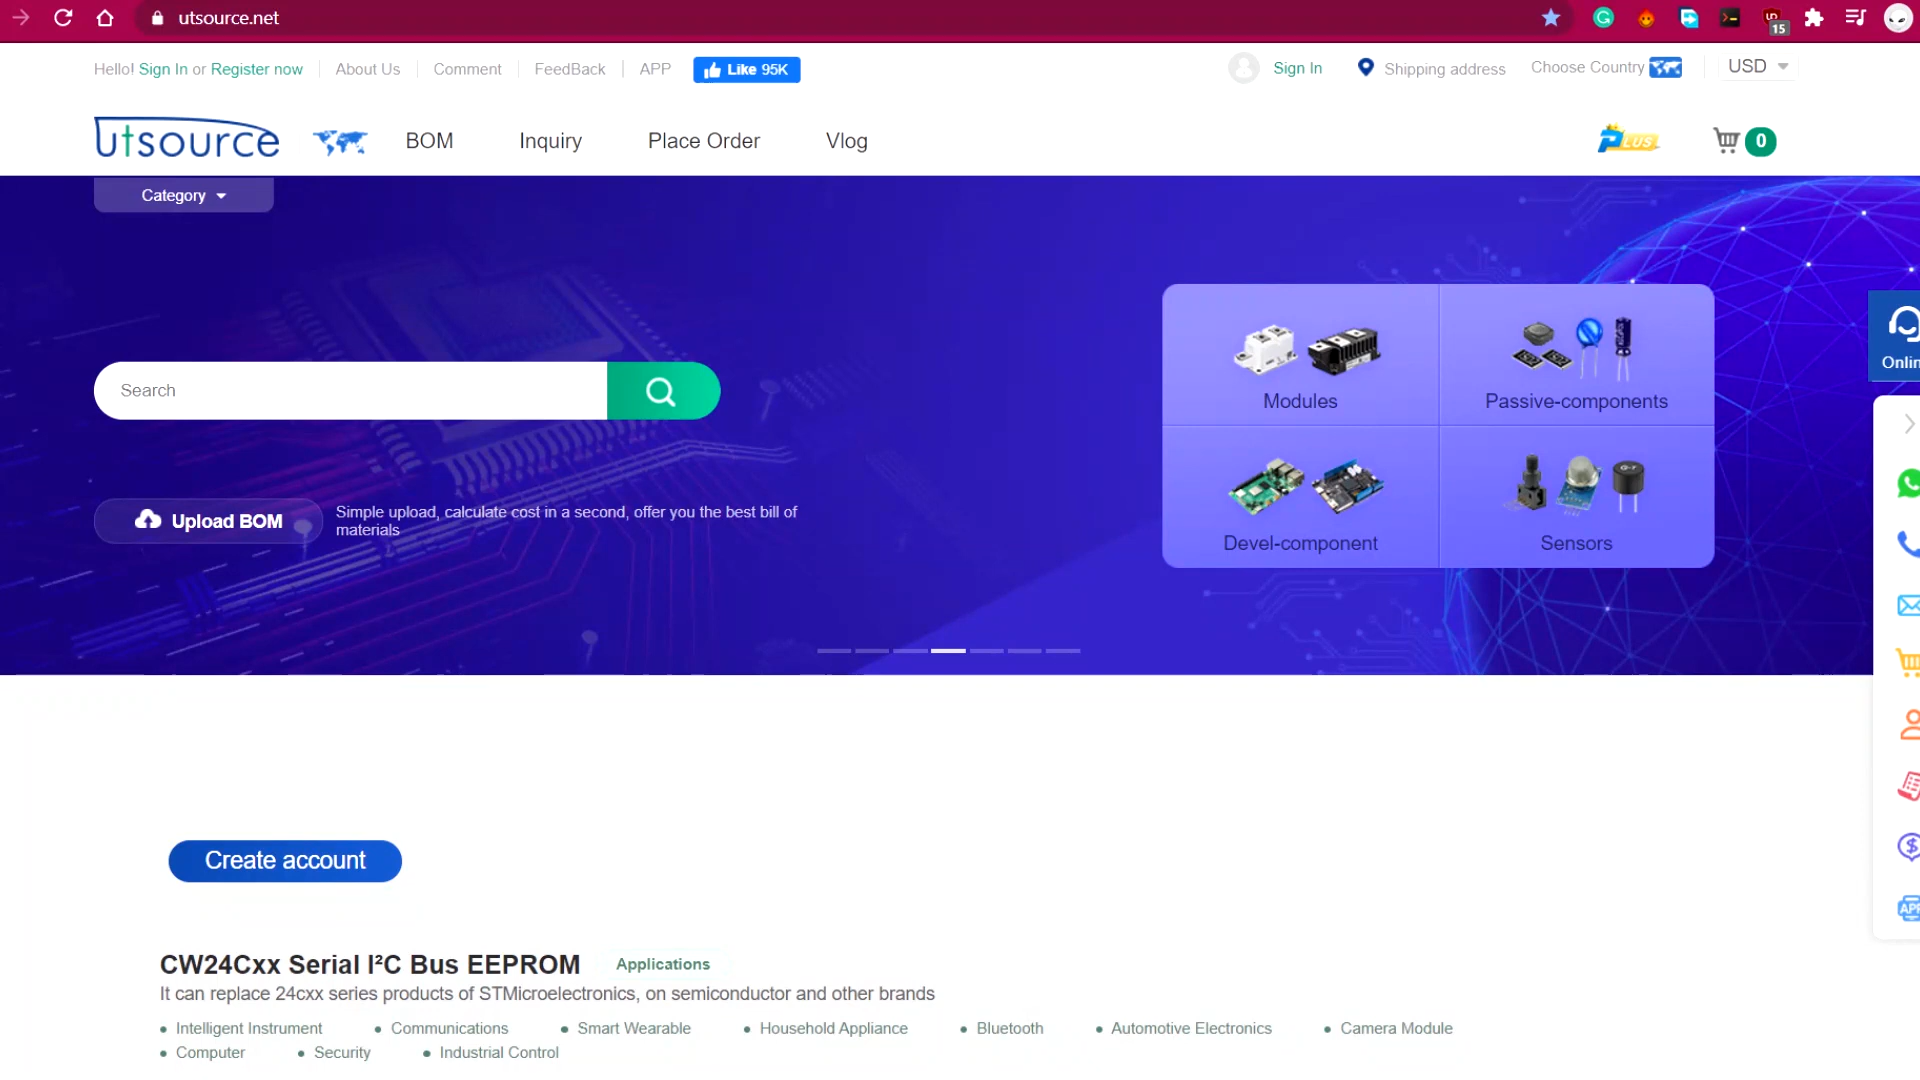 utsource.net
15
Hello! Sign In or Register now
About Us
Comment
FeedBack
APP
Like 95K
Sign In
Shipping address
Choose Country
USD
utsource
BOM
Inquiry
Place Order
Vlog
PLUS
0
Category
Search
Modules
Passive-components
Onlin
Upload BOM
Simple upload, calculate cost in a second, offer you the best bill of
materials
Devel-component
Sensors
Create account
APP
CW24Cxx Serial I²C Bus EEPROM
Applications
It can replace 24cxx series products of STMicroelectronics, on semiconductor and other brands
Intelligent Instrument
Communications
Smart Wearable
Household Appliance
Bluetooth
Automotive Electronics
Camera Module
Computer
Security
Industrial Control